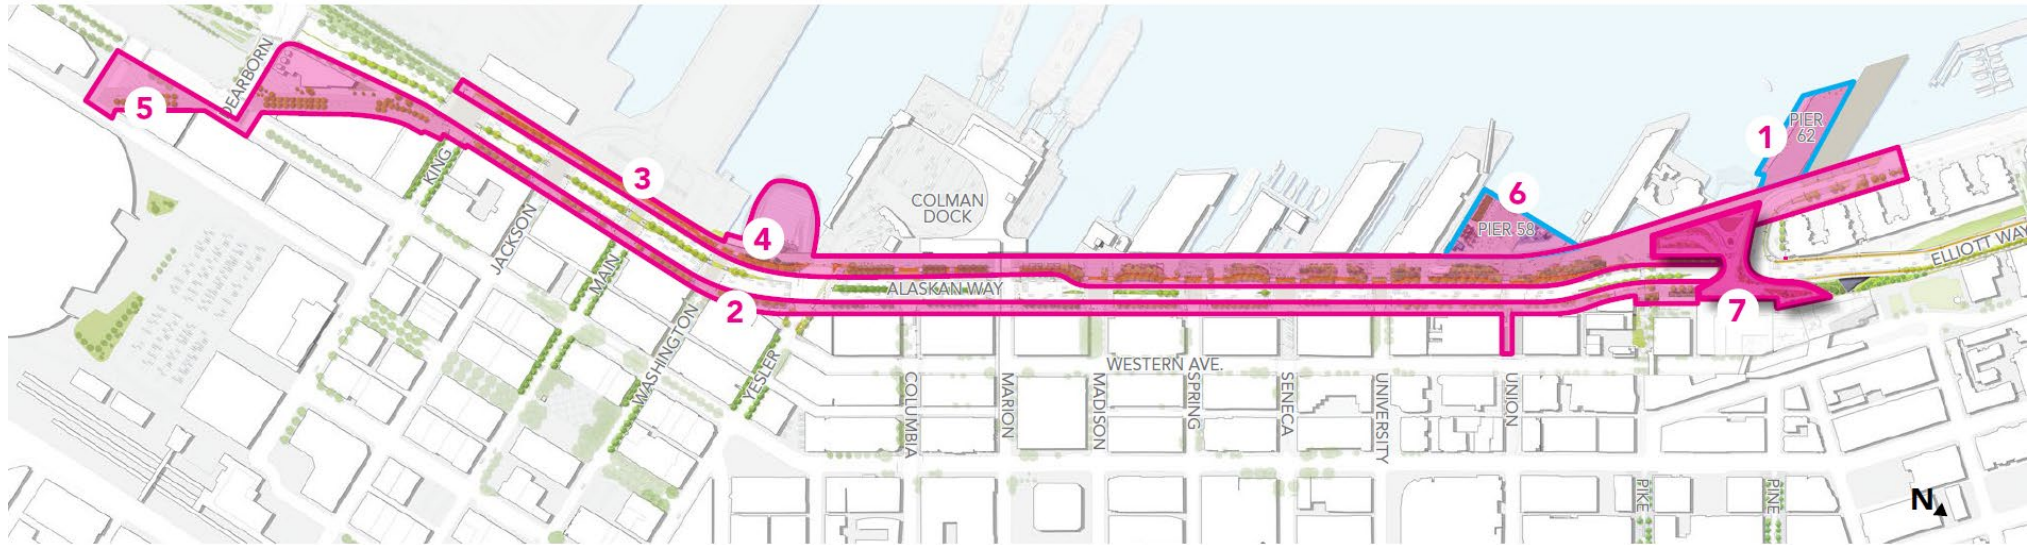 DEARBORN
5
KING
JACKSON
MAIN
WASHINGTON
YESLER
3
4
2
COLMAN
DOCK
ALASKAN WAY
WESTERN AVE.
COLUMBIA
MARION
MADISON
SPRING
SENECA
UNIVERSITY
UNION
6
PIER 58
1
PIER
62
7
ELLIOTT WAY
PIKE
PINE
N